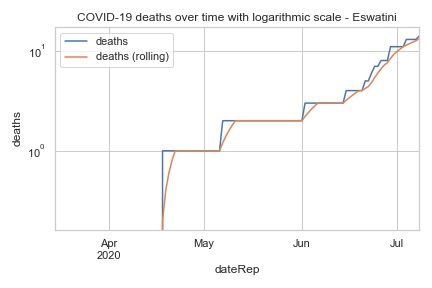 COVID-19 deaths over time with logarithmic scale - Eswatini
deaths
deaths (rolling)
10¹
10⁰
deaths
Apr
2020
May
Jun
Jul
dateRep